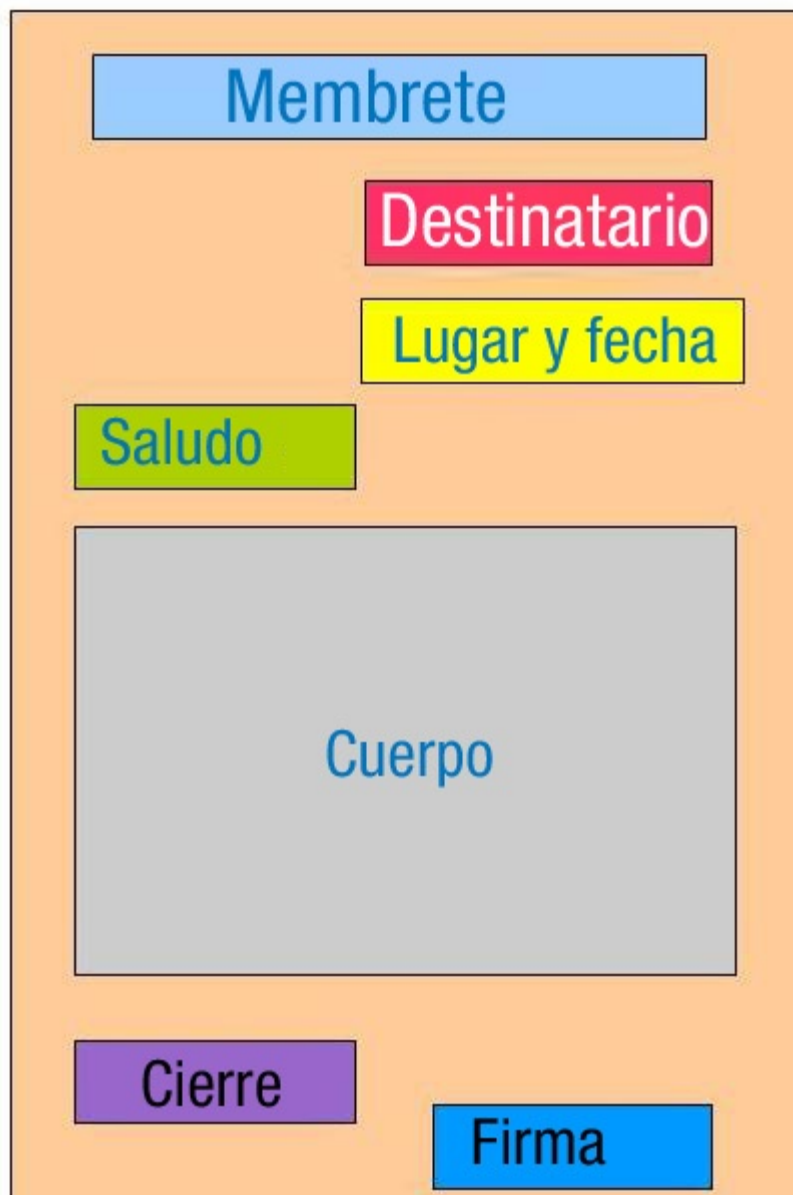 Membrete
Destinatario
Lugar y fecha
Saludo
Cuerpo
Cierre
Firma